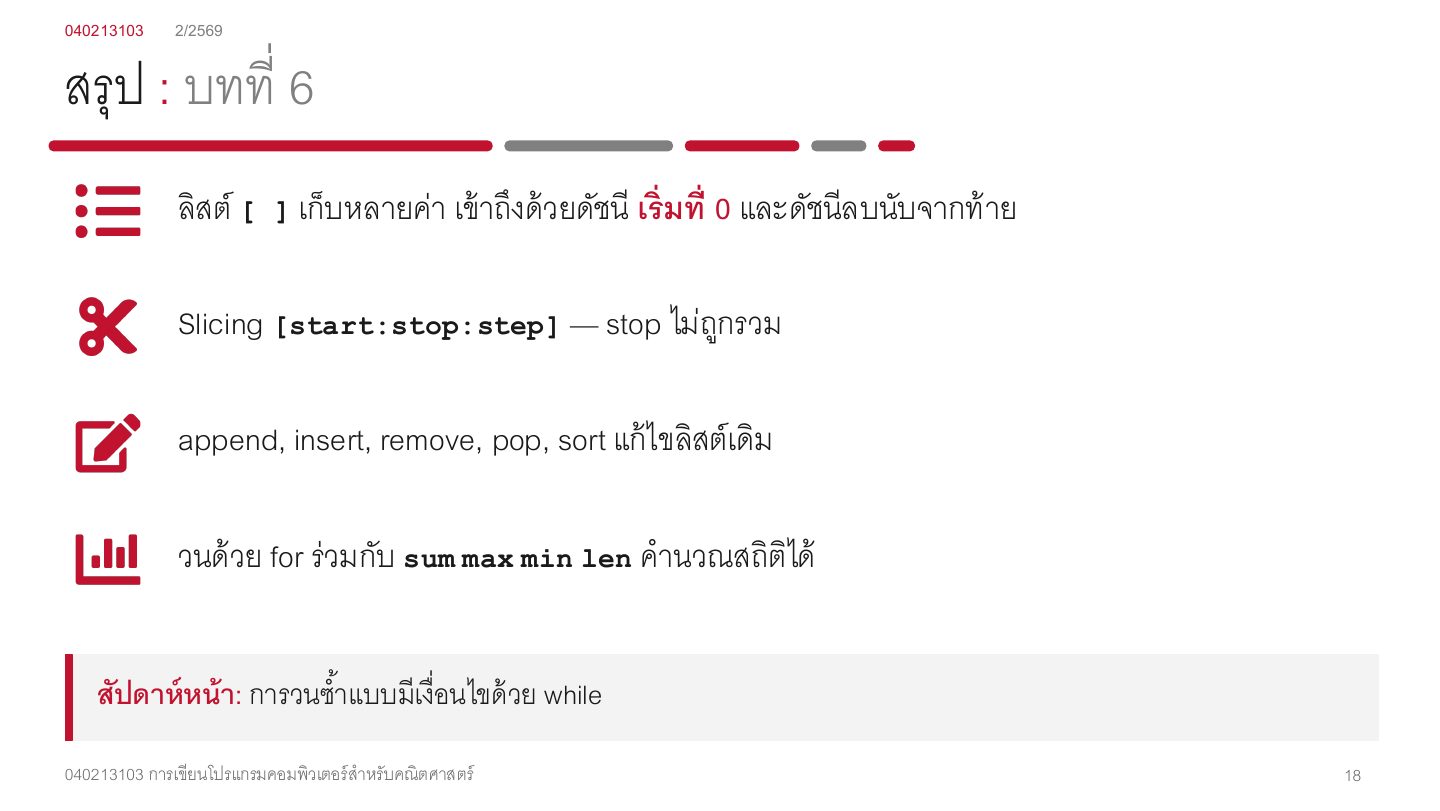 040213103 2/2569
สรุป : บทที่ 6
ลิสต์ [ ] เก็บหลายค่า เข้าถึงด้วยดัชนี เริ่มที่ 0 และดัชนีลบนับจากท้าย
Slicing [start:stop:step] — stop ไม่ถูกรวม
append, insert, remove, pop, sort แก้ไขลิสต์เดิม
วนด้วย for ร่วมกับ sum max min len คำนวณสถิติได้
สัปดาห์หน้า: การวนซ้ำแบบมีเงื่อนไขด้วย while
040213103 การเขียนโปรแกรมคอมพิวเตอร์สำหรับคณิตศาสตร์ 18